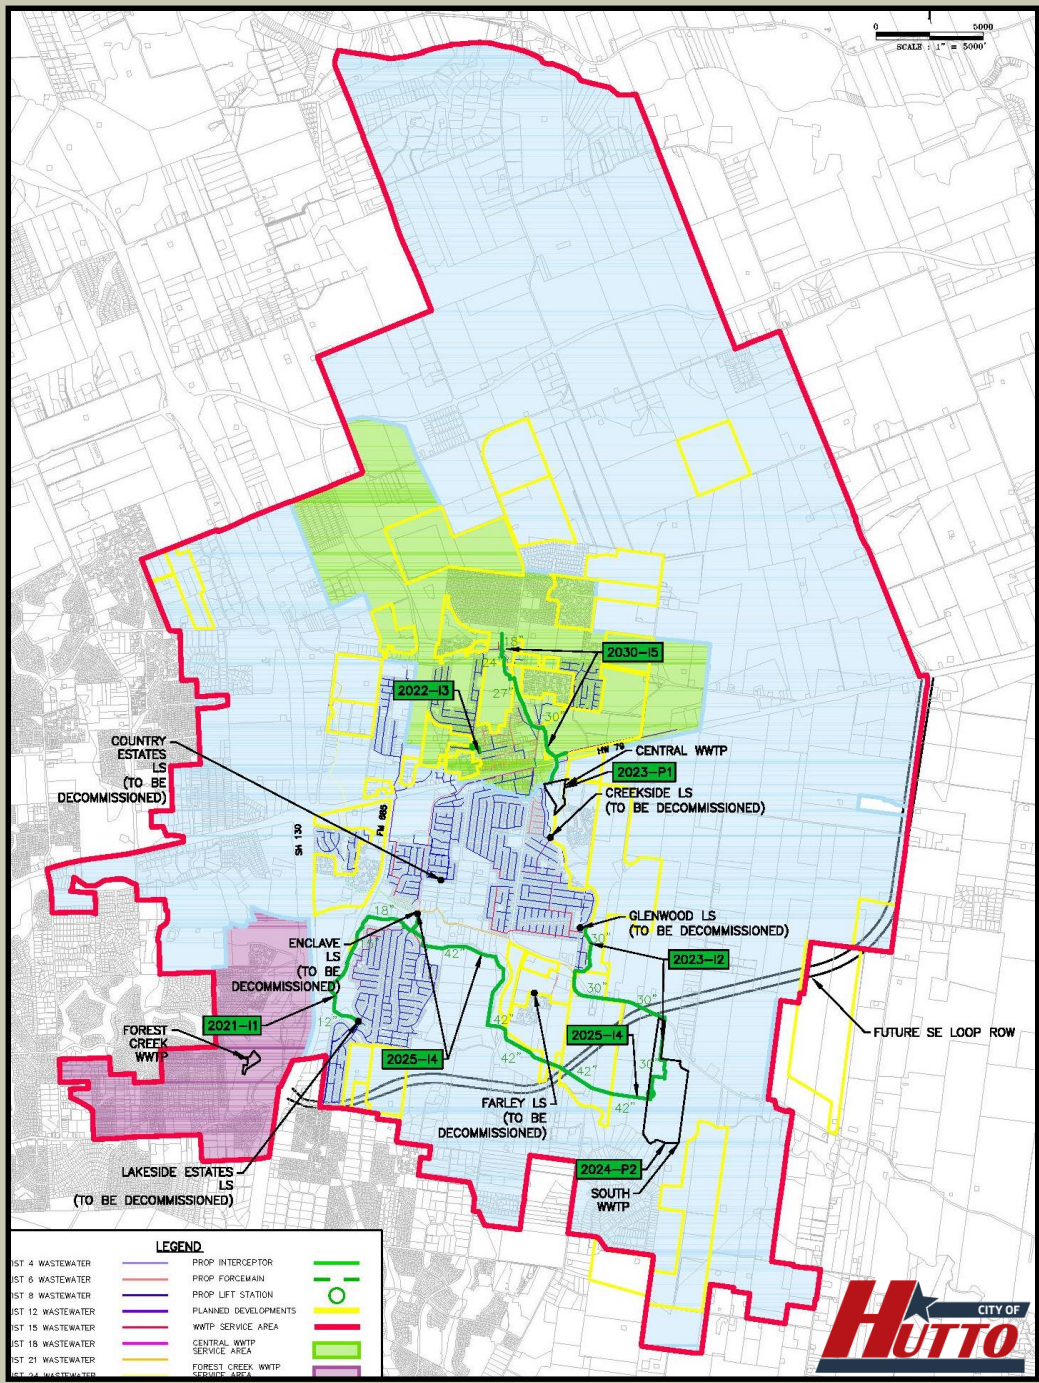 0 5000
SCALE : 1" = 5000'
18"
2030-I5
24"
2022-I3
27"
30"
HW 79
CENTRAL WWTP
COUNTRY
ESTATES
LS
(TO BE
DECOMMISSIONED)
2023-P1
CREEKSIDE LS
(TO BE DECOMMISSIONED)
SH 130
FM 685
18"
GLENWOOD LS
(TO BE DECOMMISSIONED)
30"
ENCLAVE
LS
(TO BE
DECOMMISSIONED)
42"
2023-I2
30"
30"
2021-I1
12"
42"
2025-I4
FUTURE SE LOOP ROW
FOREST
CREEK
WWTP
2025-I4
42"
30"
42"
42"
FARLEY LS
(TO BE
DECOMMISSIONED)
2024-P2
SOUTH
WWTP
LAKESIDE ESTATES
LS
(TO BE DECOMMISSIONED)
LEGEND
IST 4 WASTEWATER PROP INTERCEPTOR
IST 6 WASTEWATER PROP FORCEMAIN
IST 8 WASTEWATER PROP LIFT STATION
IST 12 WASTEWATER PLANNED DEVELOPMENTS
IST 15 WASTEWATER WWTP SERVICE AREA
IST 18 WASTEWATER CENTRAL WWTP
SERVICE AREA
IST 21 WASTEWATER FOREST CREEK WWTP
IST 24 WASTEWATER SERVICE AREA
CITY OF
HUTTO